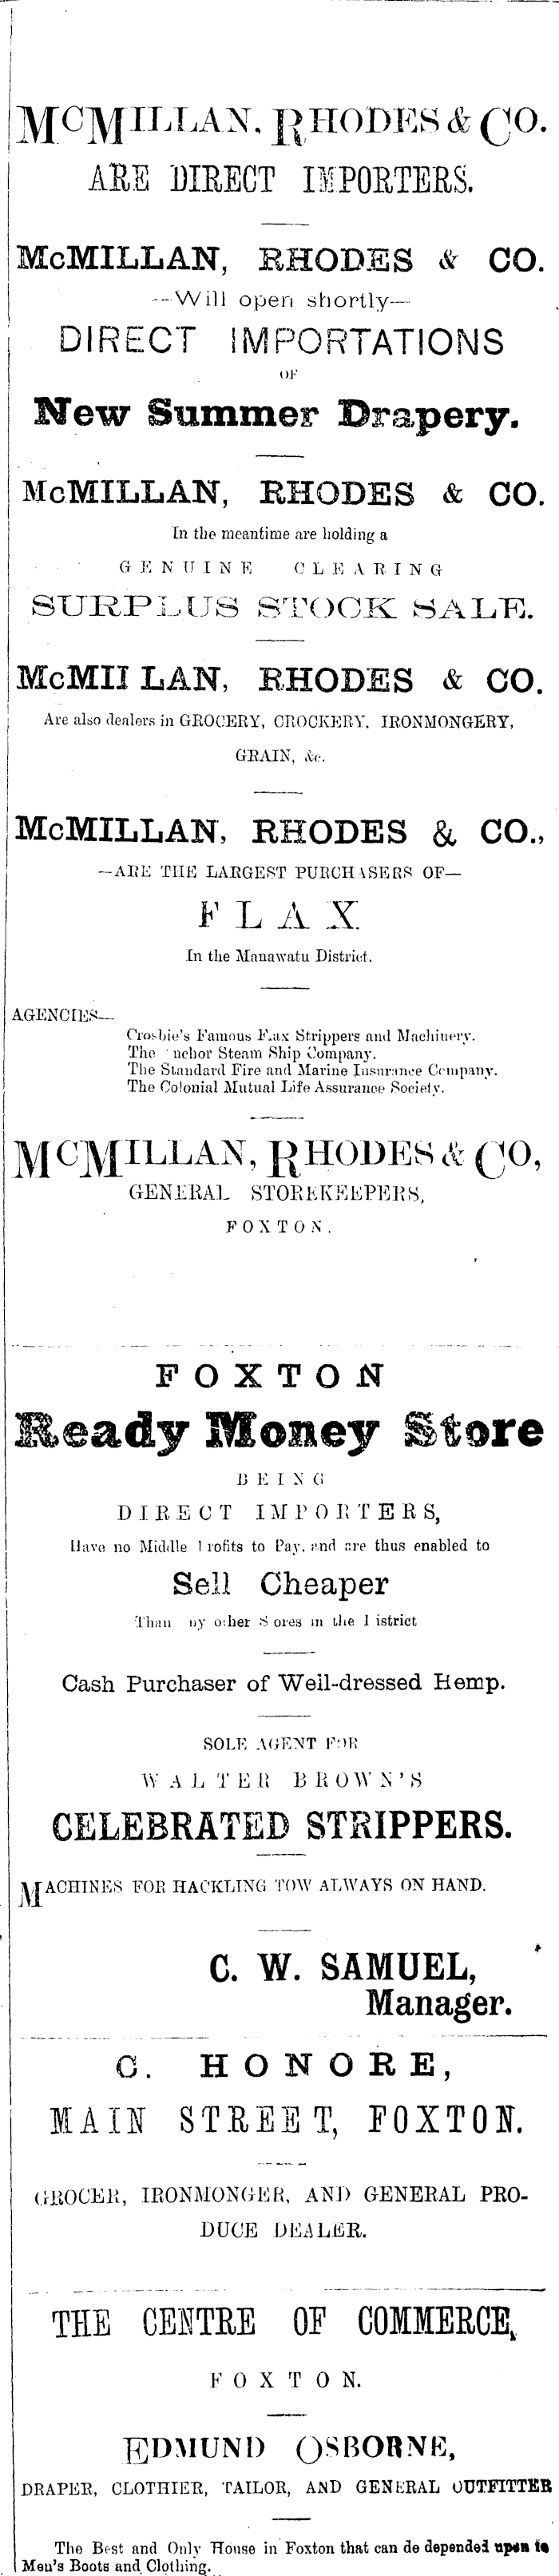 McMILLAN, RHODES & CO.
ARE DIRECT IMPORTERS.
McMILLAN, RHODES & CO.
--Will open shortly—
DIRECT IMPORTATIONS
OF
New Summer Drapery.
McMILLAN, RHODES & CO.
In the meantime are holding a
GENUINE CLEARING
SURPLUS STOCK SALE.
McMILLAN, RHODES & CO.
Are also dealers in GROCERY, CROCKERY, IRONMONGERY,
GRAIN, &c.
McMILLAN, RHODES & CO.,
—ARE THE LARGEST PURCHASERS OF—
FLAX
In the Manawatu District.
AGENCIES—
Crosbie's Famous Flax Strippers and Machinery.
The nchor Steam Ship Company.
The Standard Fire and Marine Insurance Company.
The Colonial Mutual Life Assurance Society.
McMILLAN, RHODES & CO,
GENERAL STOREKEEPERS,
FOXTON.
FOXTON
Ready Money Store
BEING
DIRECT IMPORTERS,
Have no Middle Profits to Pay, and are thus enabled to
Sell Cheaper
Than ny other Stores in the District
Cash Purchaser of Well-dressed Hemp.
SOLE AGENT FOR
WALTER BROWN'S
CELEBRATED STRIPPERS.
MACHINES FOR HACKLING TOW ALWAYS ON HAND.
C. W. SAMUEL,
Manager.
C. HONORE,
MAIN STREET, FOXTON.
GROCER, IRONMONGER, AND GENERAL PRO-
DUCE DEALER.
THE CENTRE OF COMMERCE,
FOXTON.
EDMUND OSBORNE,
DRAPER, CLOTHIER, TAILOR, AND GENERAL OUTFITTER
The Best and Only House in Foxton that can de depended upon to
Men's Boots and Clothing.